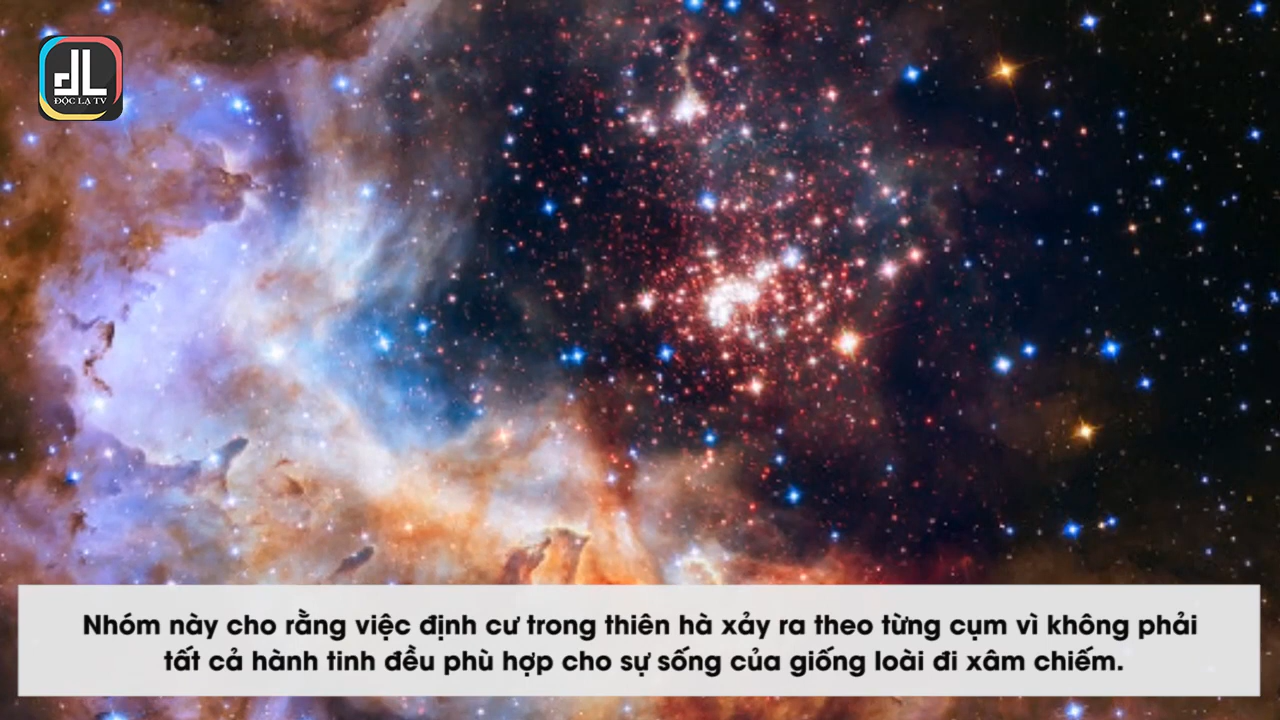 ĐỘC LẠ TV
Nhóm này cho rằng việc định cư trong thiên hà xảy ra theo từng cụm vì không phải
tất cả hành tinh đều phù hợp cho sự sống của giống loài đi xâm chiếm.